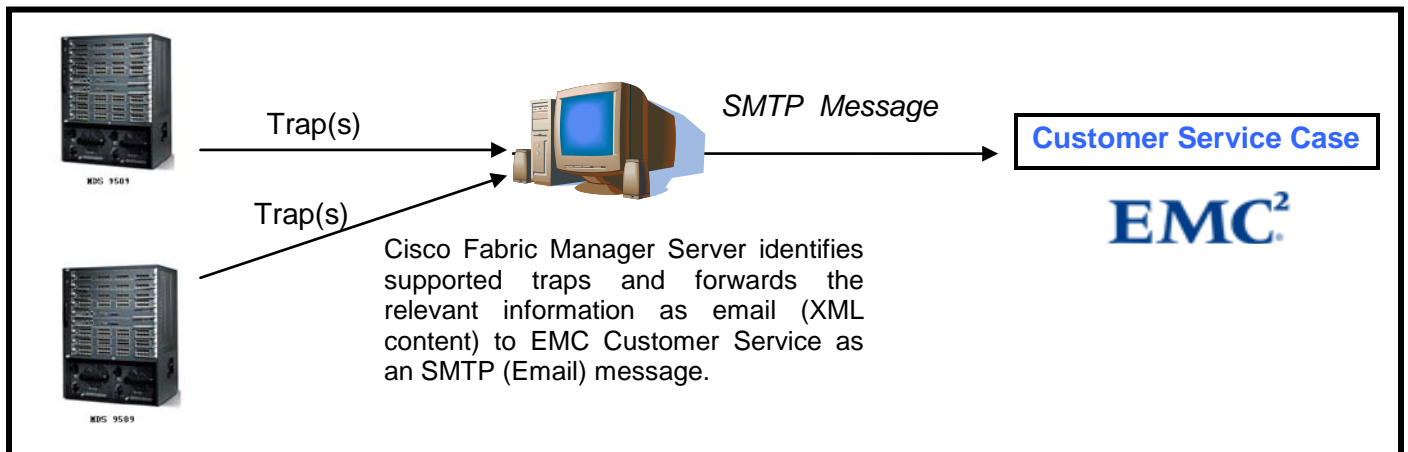 Trap(s)
SMTP Message
Customer Service Case
MDS 9509
EMC²
Trap(s)
Cisco Fabric Manager Server identifies
supported traps and forwards the
relevant information as email (XML
content) to EMC Customer Service as
an SMTP (Email) message.
MDS 9509